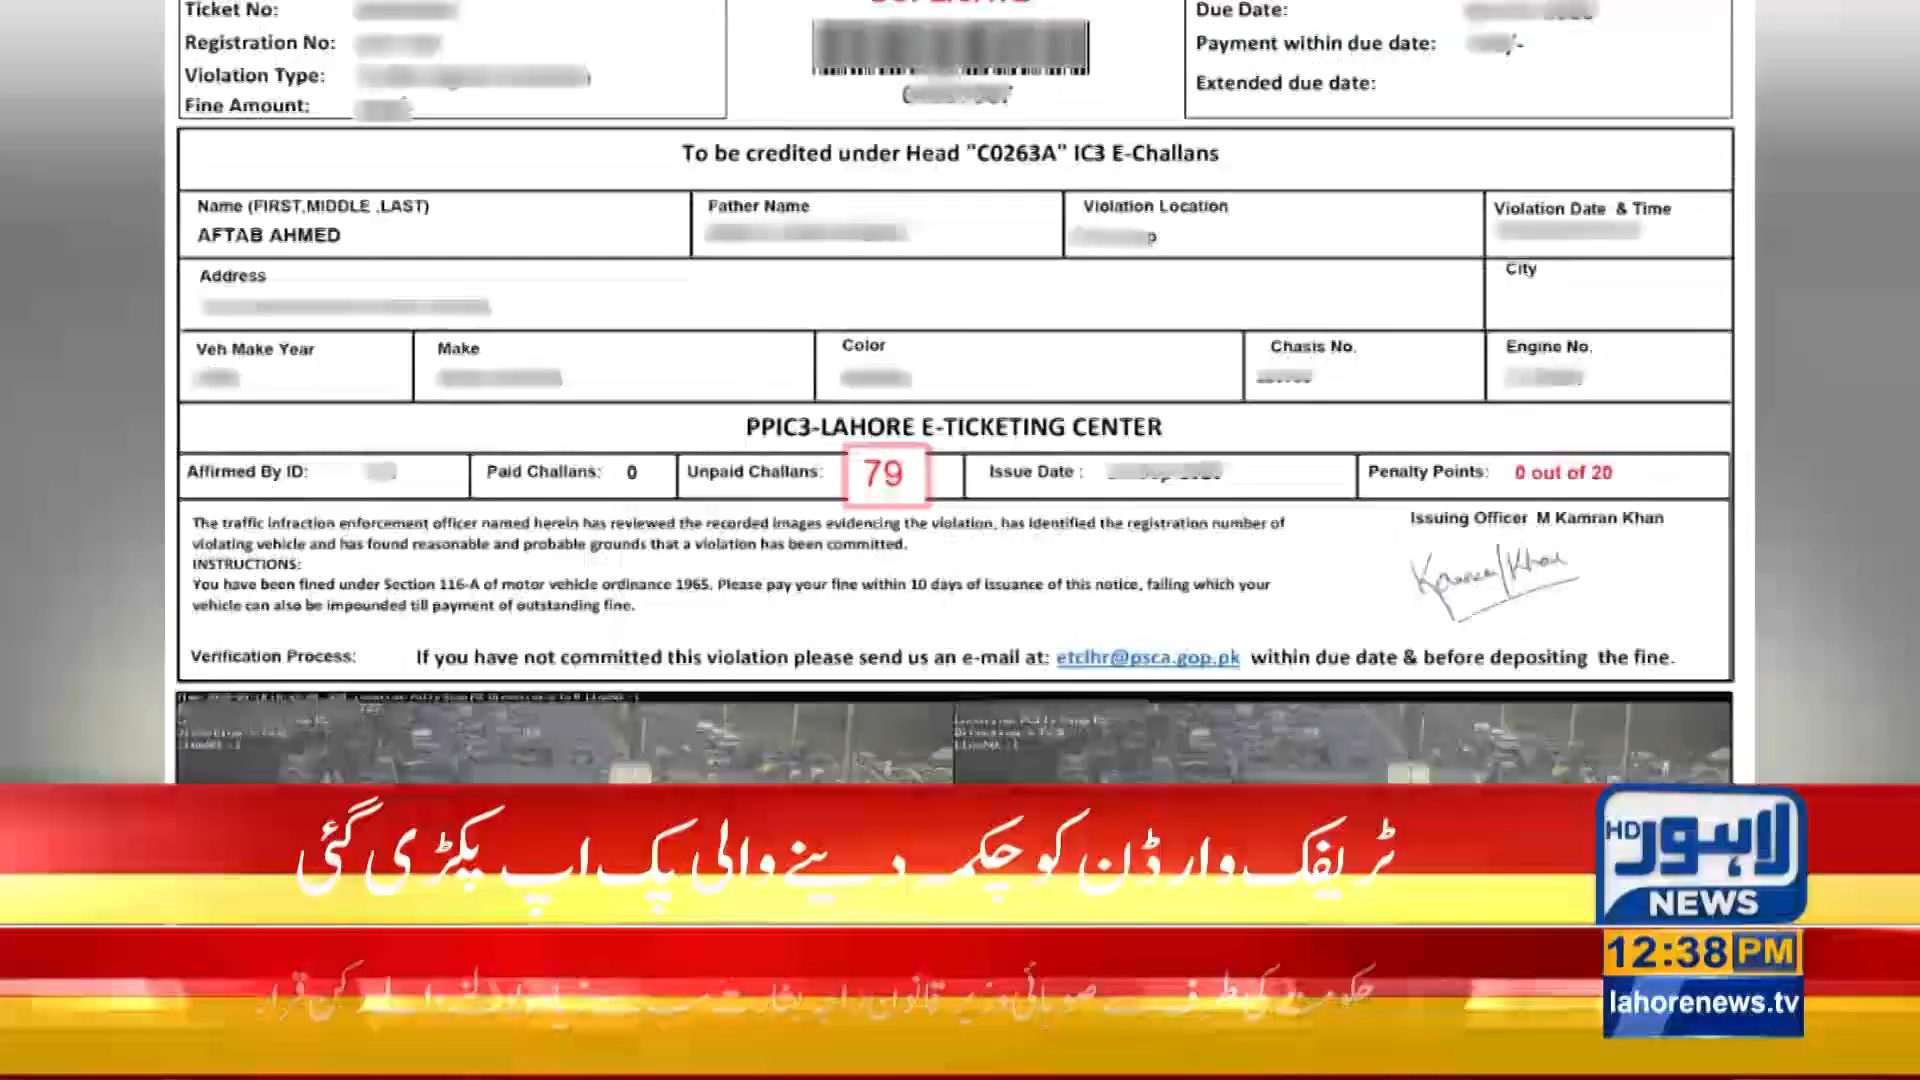 Ticket No:
Registration No:
Violation Type:
Fine Amount:
Due Date:
Payment within due date: /-
Extended due date:
To be credited under Head "C0263A" IC3 E-Challans
Name (FIRST,MIDDLE ,LAST)
AFTAB AHMED
Father Name
Violation Location
Violation Date & Time
Address
City
Veh Make Year
Make
Color
Chasis No.
Engine No.
PPIC3-LAHORE E-TICKETING CENTER
Affirmed By ID:
Paid Challans: 0
Unpaid Challans: 79
Issue Date :
Penalty Points: 0 out of 20
The traffic infraction enforcement officer named herein has reviewed the recorded images evidencing the violation, has identified the registration number of
violating vehicle and has found reasonable and probable grounds that a violation has been committed.
INSTRUCTIONS:
You have been fined under Section 116-A of motor vehicle ordinance 1965. Please pay your fine within 10 days of issuance of this notice, failing which your
vehicle can also be impounded till payment of outstanding fine.
Issuing Officer M Kamran Khan
Kamran Khan
Verification Process: If you have not committed this violation please send us an e-mail at: etclhr@psca.gop.pk within due date & before depositing the fine.
ٹریفک وارڈن کو چکمہ دینے والی پک اپ پکڑی گئی
HD لاہور
NEWS
12:38 PM
lahorenews.tv